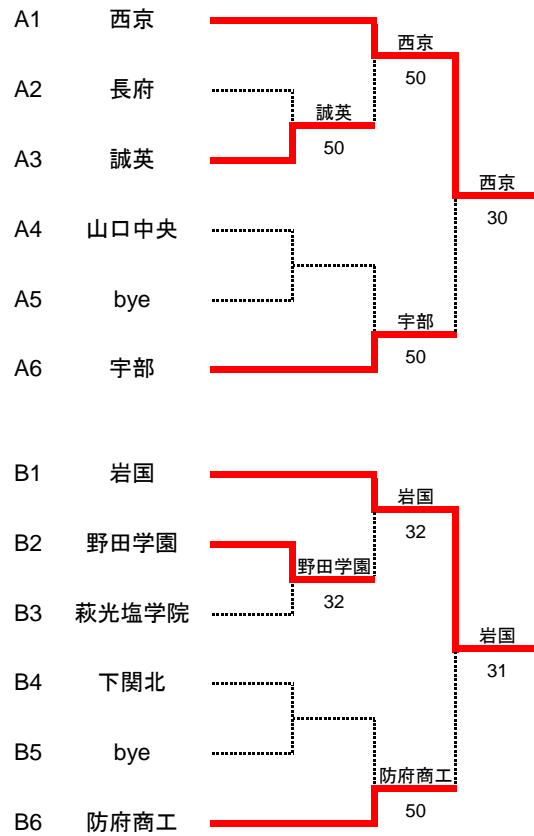 A1 西京
西京
50
A2 長府
誠英
50
A3 誠英
西京
30
A4 山口中央
A5 bye
宇部
50
A6 宇部
B1 岩国
岩国
32
B2 野田学園
野田学園
32
B3 萩光塩学院
岩国
31
B4 下関北
B5 bye
防府商工
50
B6 防府商工